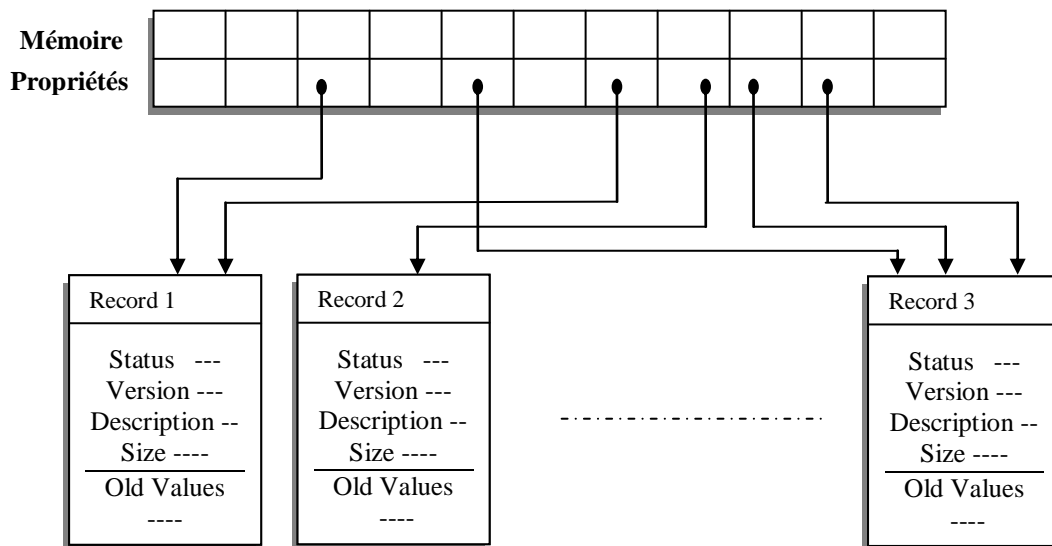 Mémoire
Propriétés
Record 1
Status ---
Version ---
Description --
Size ----
Old Values
----
Record 2
Status ---
Version ---
Description --
Size ----
Old Values
----
Record 3
Status ---
Version ---
Description --
Size ----
Old Values
----